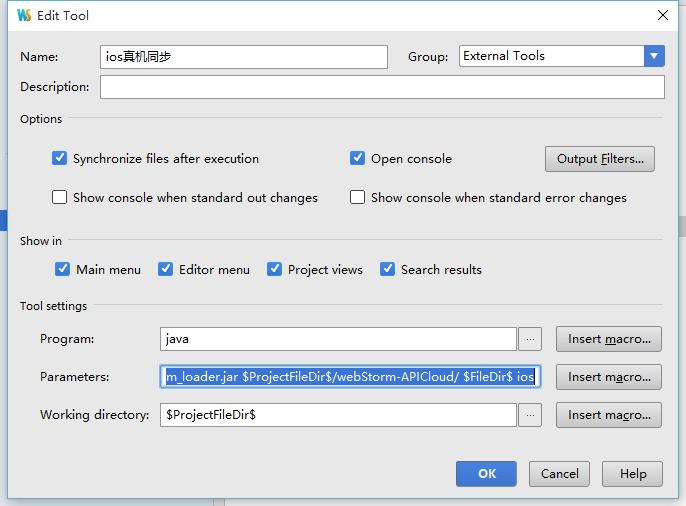 WS Edit Tool
Name: ios真机同步 Group: External Tools
Description:
Options
Synchronize files after execution Open console Output Filters...
Show console when standard out changes Show console when standard error changes
Show in
Main menu Editor menu Project views Search results
Tool settings
Program: java ... Insert macro...
Parameters: m_loader.jar $ProjectFileDir$/webStorm-APICloud/ $FileDir$ ios Insert macro...
Working directory: $ProjectFileDir$ ... Insert macro...
OK Cancel Help